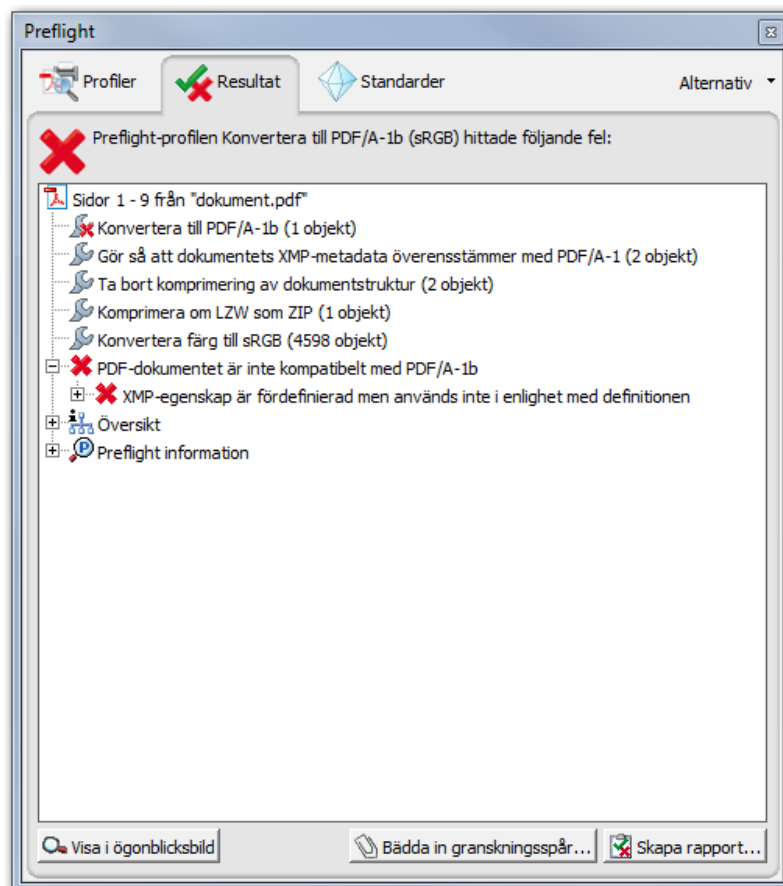 Preflight
Profiler
Resultat
Standarder
Alternativ
Preflight-profilen Konvertera till PDF/A-1b (sRGB) hittade följande fel:
Sidor 1 - 9 från "dokument.pdf"
Konvertera till PDF/A-1b (1 objekt)
Gör så att dokumentets XMP-metadata överensstämmer med PDF/A-1 (2 objekt)
Ta bort komprimering av dokumentstruktur (2 objekt)
Komprimera om LZW som ZIP (1 objekt)
Konvertera färg till sRGB (4598 objekt)
PDF-dokumentet är inte kompatibelt med PDF/A-1b
XMP-egenskap är fördefinierad men används inte i enlighet med definitionen
Översikt
Preflight information
Visa i ögonblicksbild
Bädda in granskningsspår...
Skapa rapport...